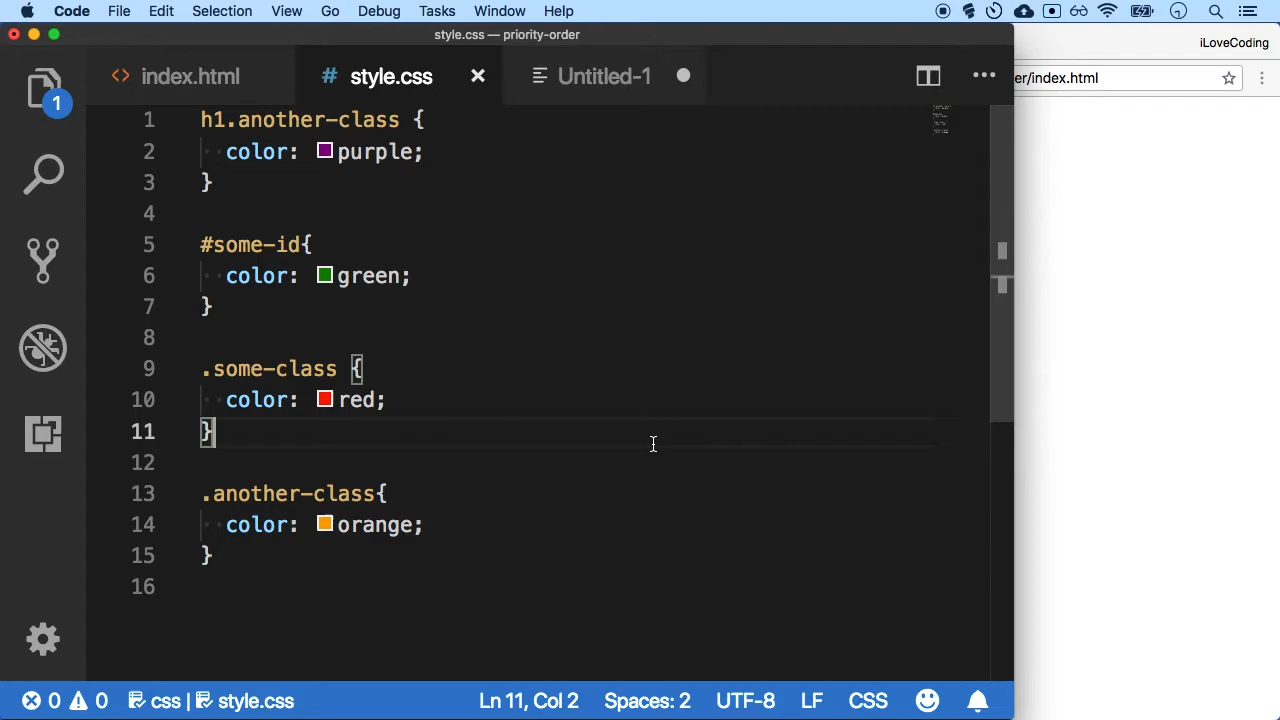 Code File Edit Selection View Go Debug Tasks Window Help
style.css — priority-order
iLoveCoding
<> index.html # style.css × Untitled-1 ● ...
er/index.html
1
1 h1.another-class {
2 color: purple;
3 }
4
5 #some-id{
6 color: green;
7 }
8
9 .some-class {
10 color: red;
11 }
12
13 .another-class{
14 color: orange;
15 }
16
0 0 css | style.css Ln 11, Col 2 Spaces: 2 UTF-8 LF CSS